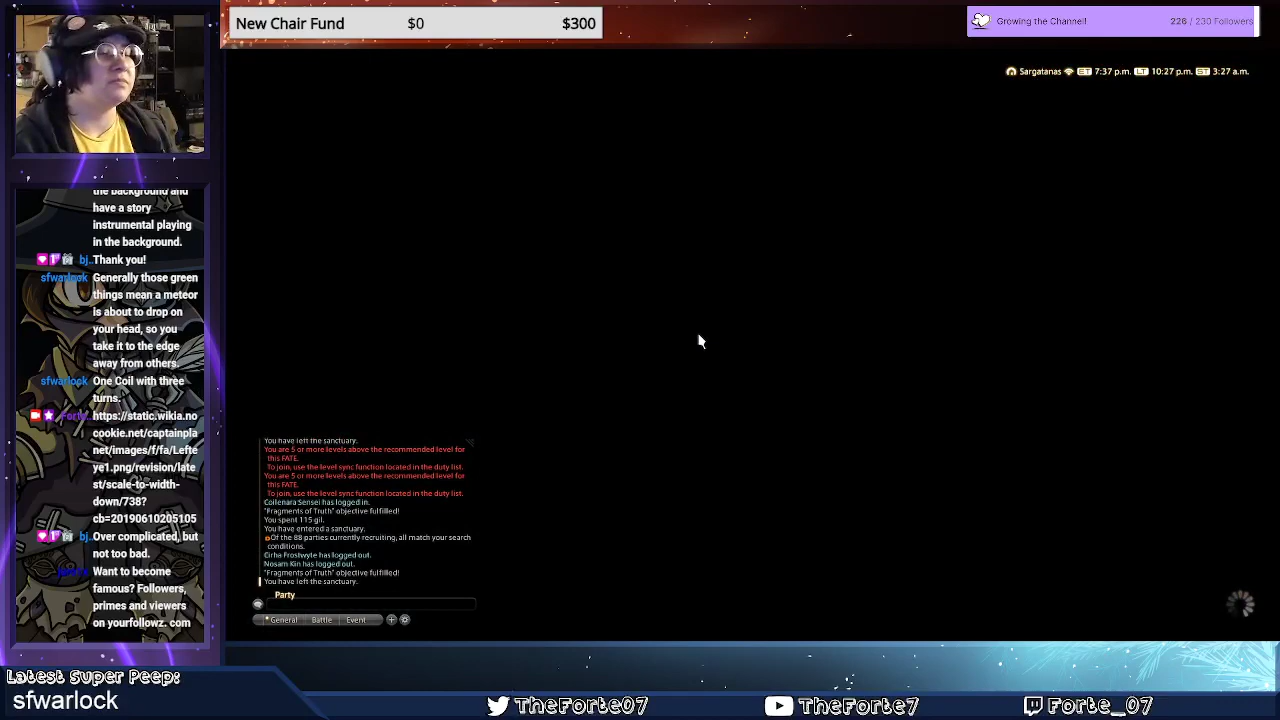 New Chair Fund $0 $300
Growing the Channel! 226 / 230 Followers
Sargatanas ET 7:37 p.m. LT 10:27 p.m. ST 3:27 a.m.
the background and
have a story
instrumental playing
in the background.
bj.. Thank you!
sfwarlock Generally those green
things mean a meteor
is about to drop on
your head, so you
take it to the edge
away from others.
sfwarlock One Coil with three
turns.
Forte.. https://static.wikia.no
cookie.net/captainpla
net/images/f/fa/Lefte
ye1.png/revision/late
st/scale-to-width-
down/738?
cb=20190610205105
bj.. Over complicated, but
not too bad.
Want to become
famous? Followers,
primes and viewers
on yourfollowz. com
You have left the sanctuary.
You are 5 or more levels above the recommended level for
this FATE.
To join, use the level sync function located in the duty list.
You are 5 or more levels above the recommended level for
this FATE.
To join, use the level sync function located in the duty list.
Coilenara Sensei has logged in.
"Fragments of Truth" objective fulfilled!
You spent 115 gil.
You have entered a sanctuary.
Of the 88 parties currently recruiting, all match your search
conditions.
Cirha Frostwyte has logged out.
Nosam Kin has logged out.
"Fragments of Truth" objective fulfilled!
You have left the sanctuary.
Party
General Battle Event
Latest Super Peep:
sfwarlock
TheForte07 TheForte7 Forte_07